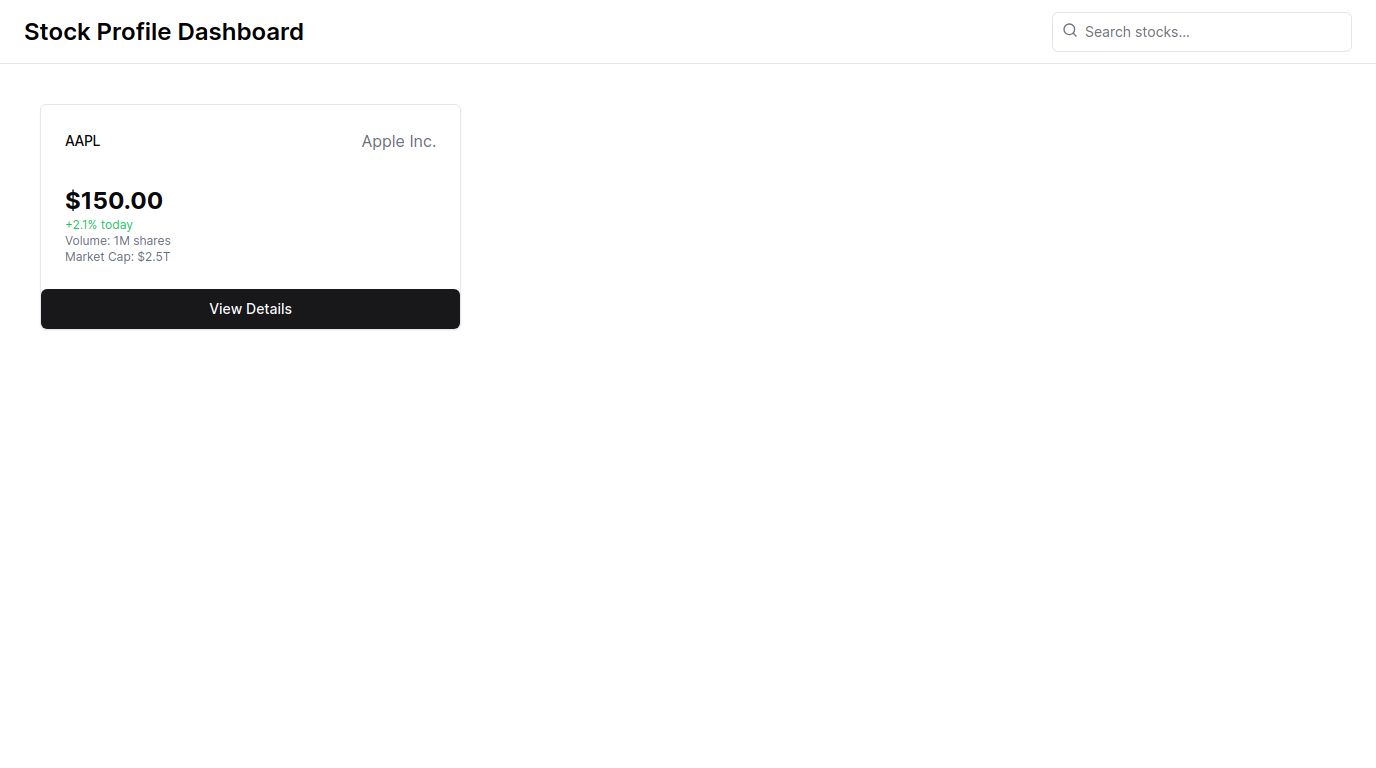 Stock Profile Dashboard
Search stocks...
AAPL
Apple Inc.
$150.00
+2.1% today
Volume: 1M shares
Market Cap: $2.5T
View Details